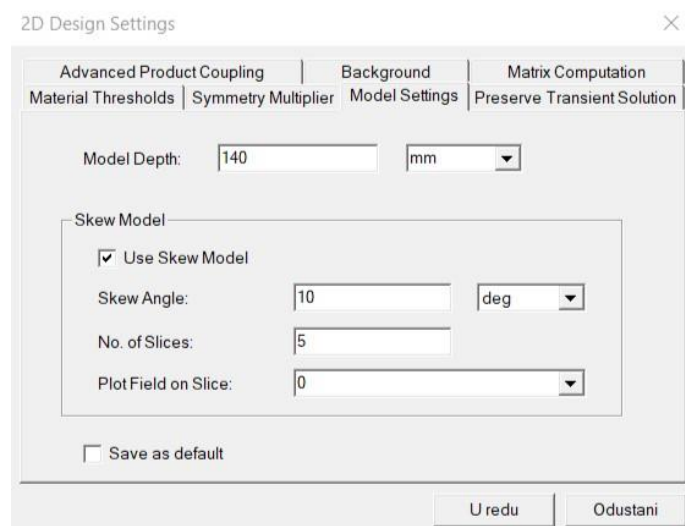 2D Design Settings
Advanced Product Coupling
Background
Matrix Computation
Material Thresholds
Symmetry Multiplier
Model Settings
Preserve Transient Solution
Model Depth: 140 mm
Skew Model
Use Skew Model
Skew Angle: 10 deg
No. of Slices: 5
Plot Field on Slice: 0
Save as default
U redu
Odustani